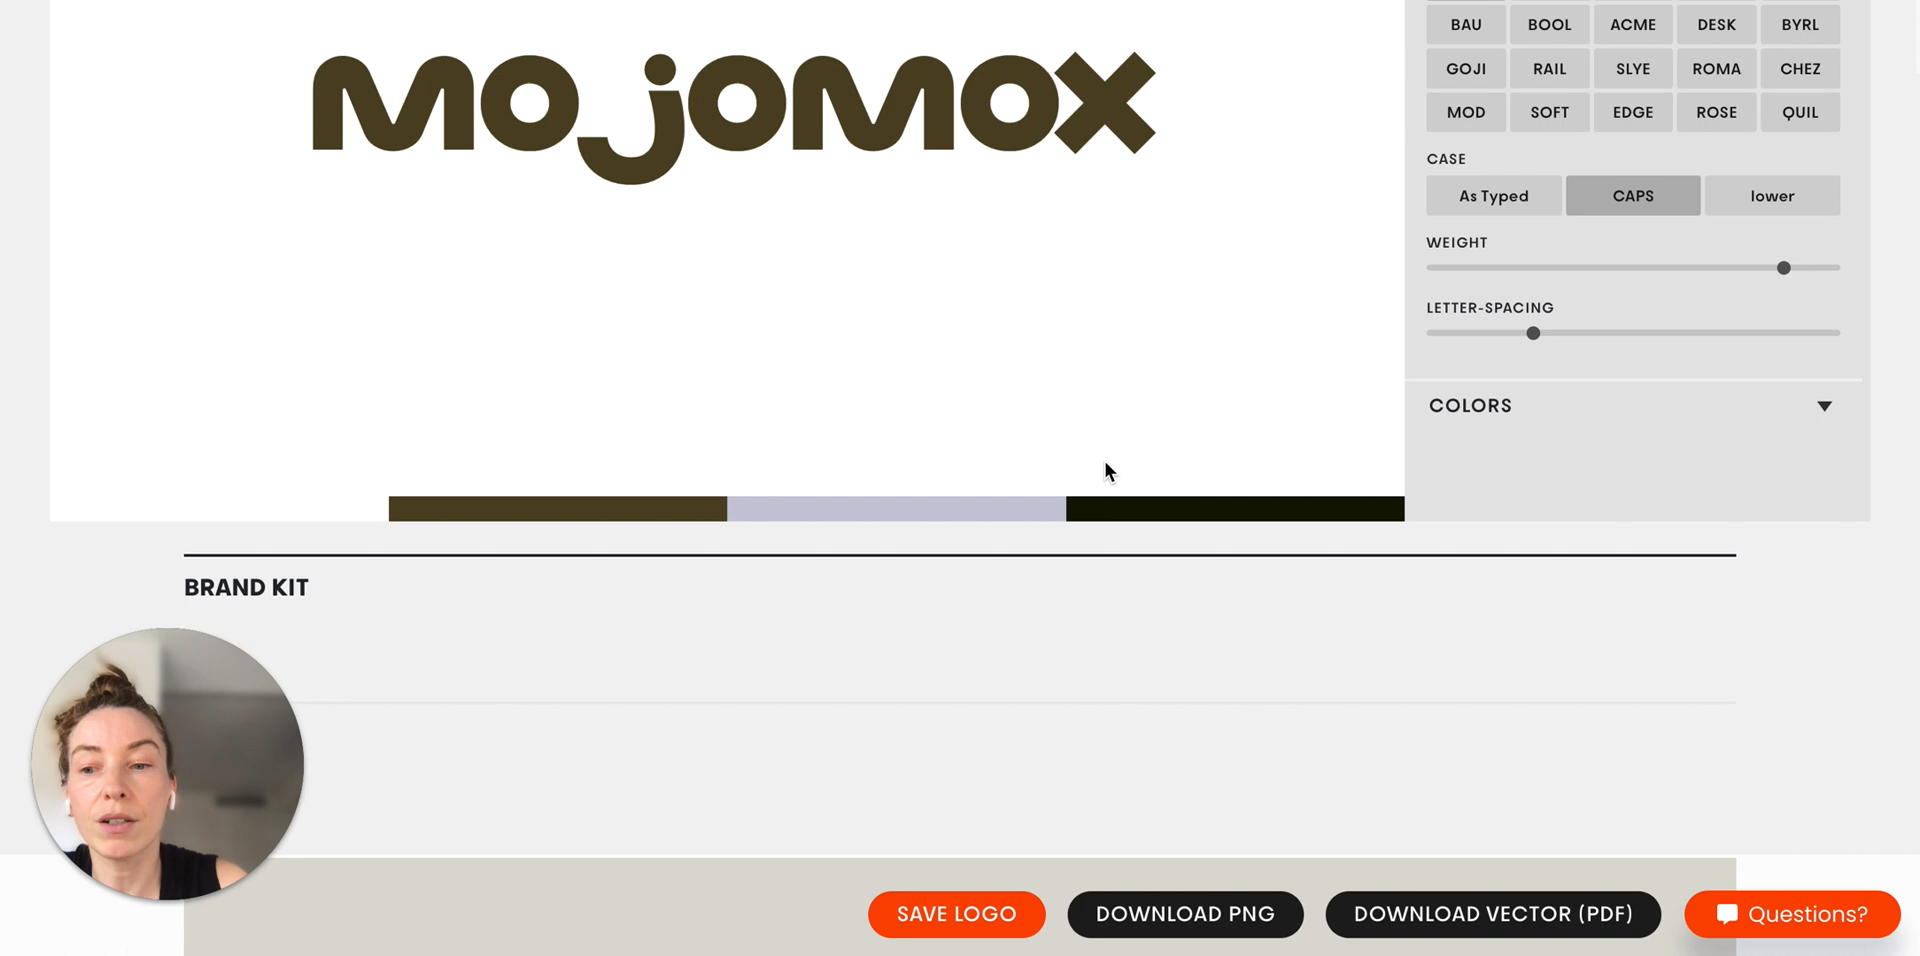 MOjOMOX
BAU BOOL ACME DESK BYRL
GOJI RAIL SLYE ROMA CHEZ
MOD SOFT EDGE ROSE QUIL
CASE
As Typed CAPS lower
WEIGHT
LETTER-SPACING
COLORS
BRAND KIT
SAVE LOGO DOWNLOAD PNG DOWNLOAD VECTOR (PDF) Questions?